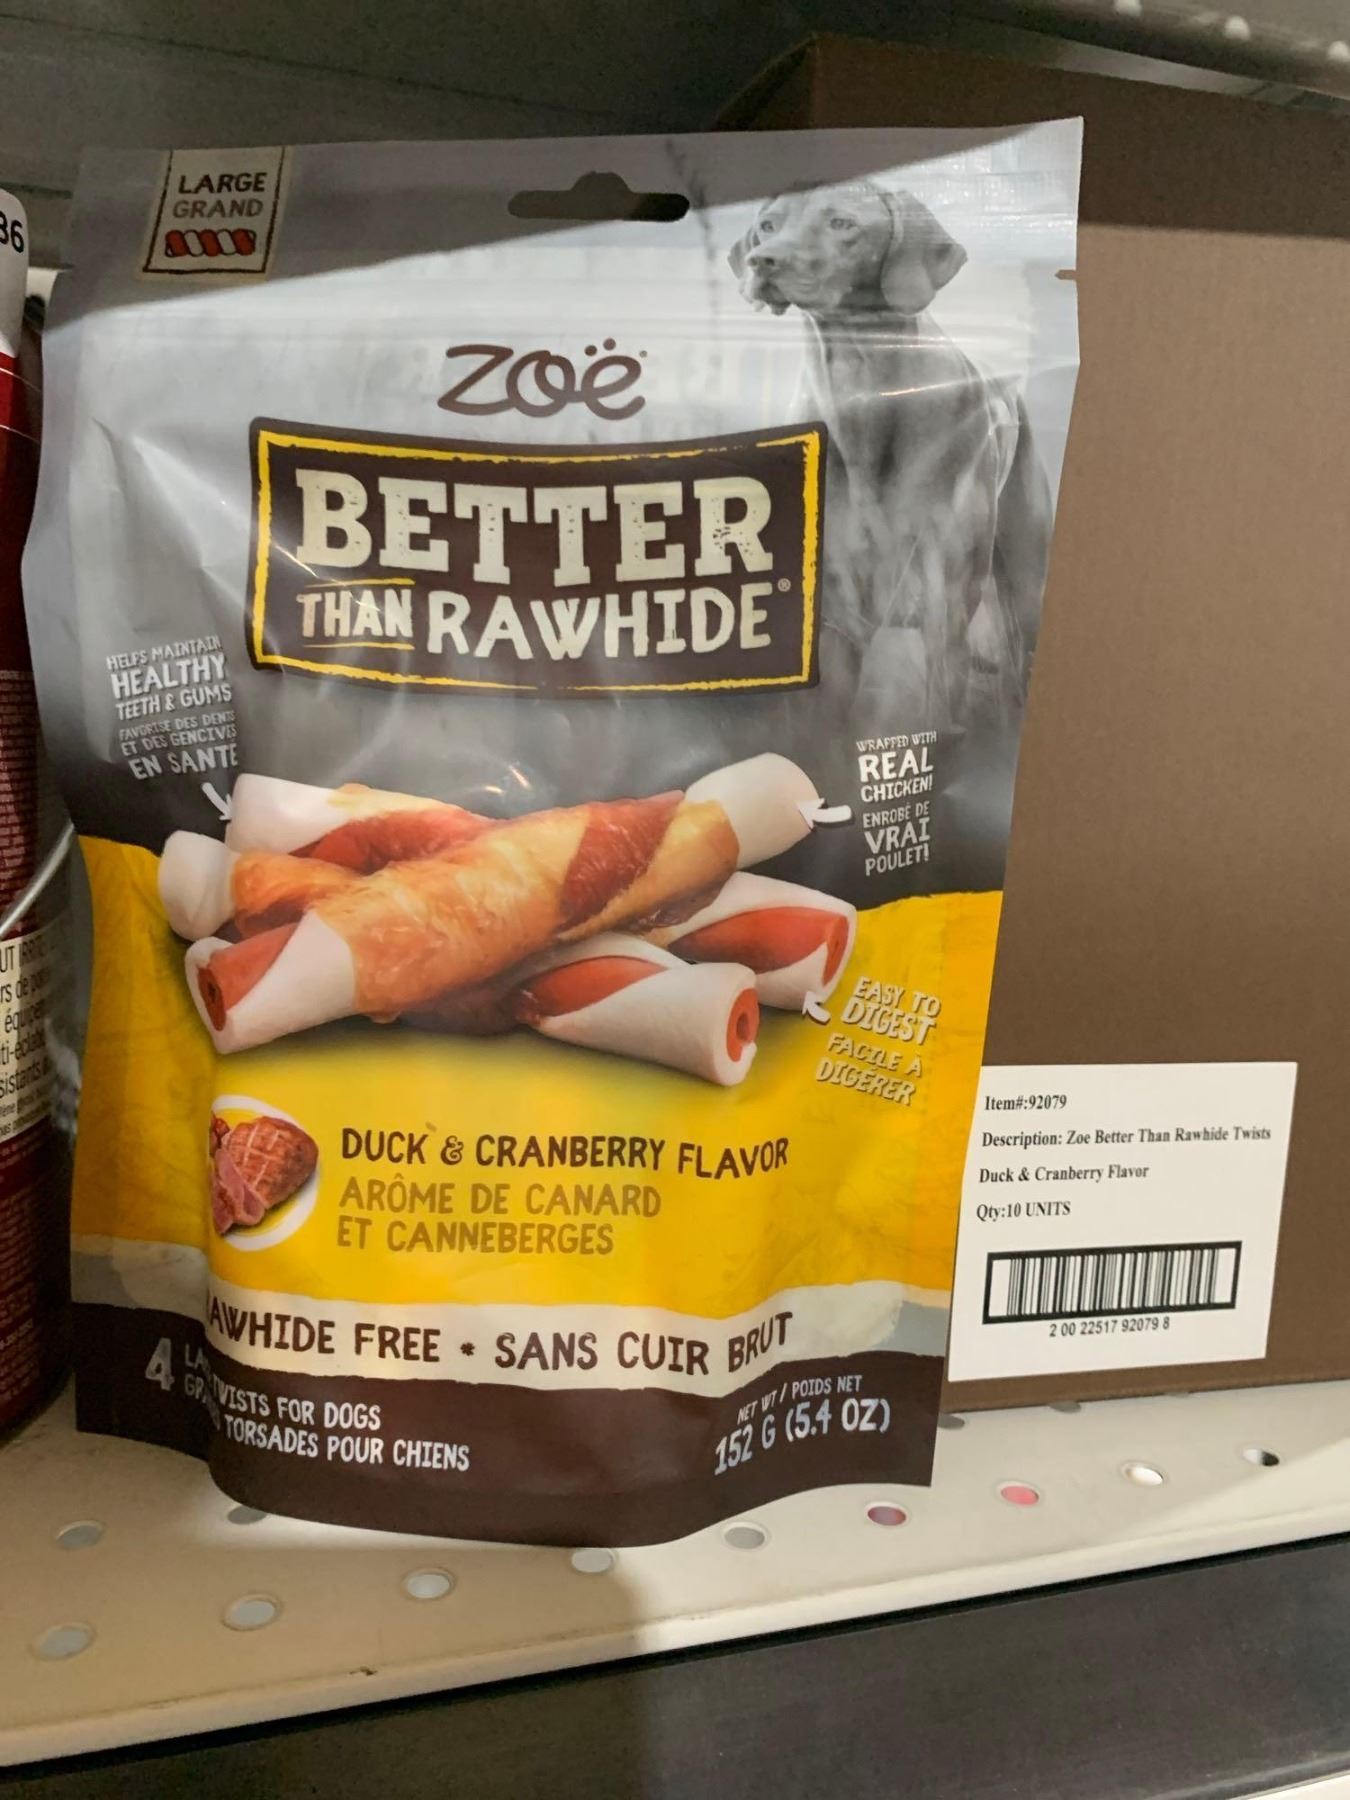 36
LARGE
GRAND
zoë
BETTER
THAN RAWHIDE®
HELPS MAINTAIN
HEALTHY
TEETH & GUMS
FAVORISE DES DENTS
ET DES GENCIVES
EN SANTÉ
WRAPPED WITH
REAL
CHICKEN!
ENROBÉ DE
VRAI
POULET!
EASY TO
DIGEST
FACILE À
DIGÉRER
DUCK & CRANBERRY FLAVOR
ARÔME DE CANARD
ET CANNEBERGES
AWHIDE FREE * SANS CUIR BRUT
4 TWISTS FOR DOGS
TORSADES POUR CHIENS
NET WT / POIDS NET
152 G (5.4 OZ)
Item#:92079
Description: Zoe Better Than Rawhide Twists
Duck & Cranberry Flavor
Qty:10 UNITS
2 00 22517 92079 8